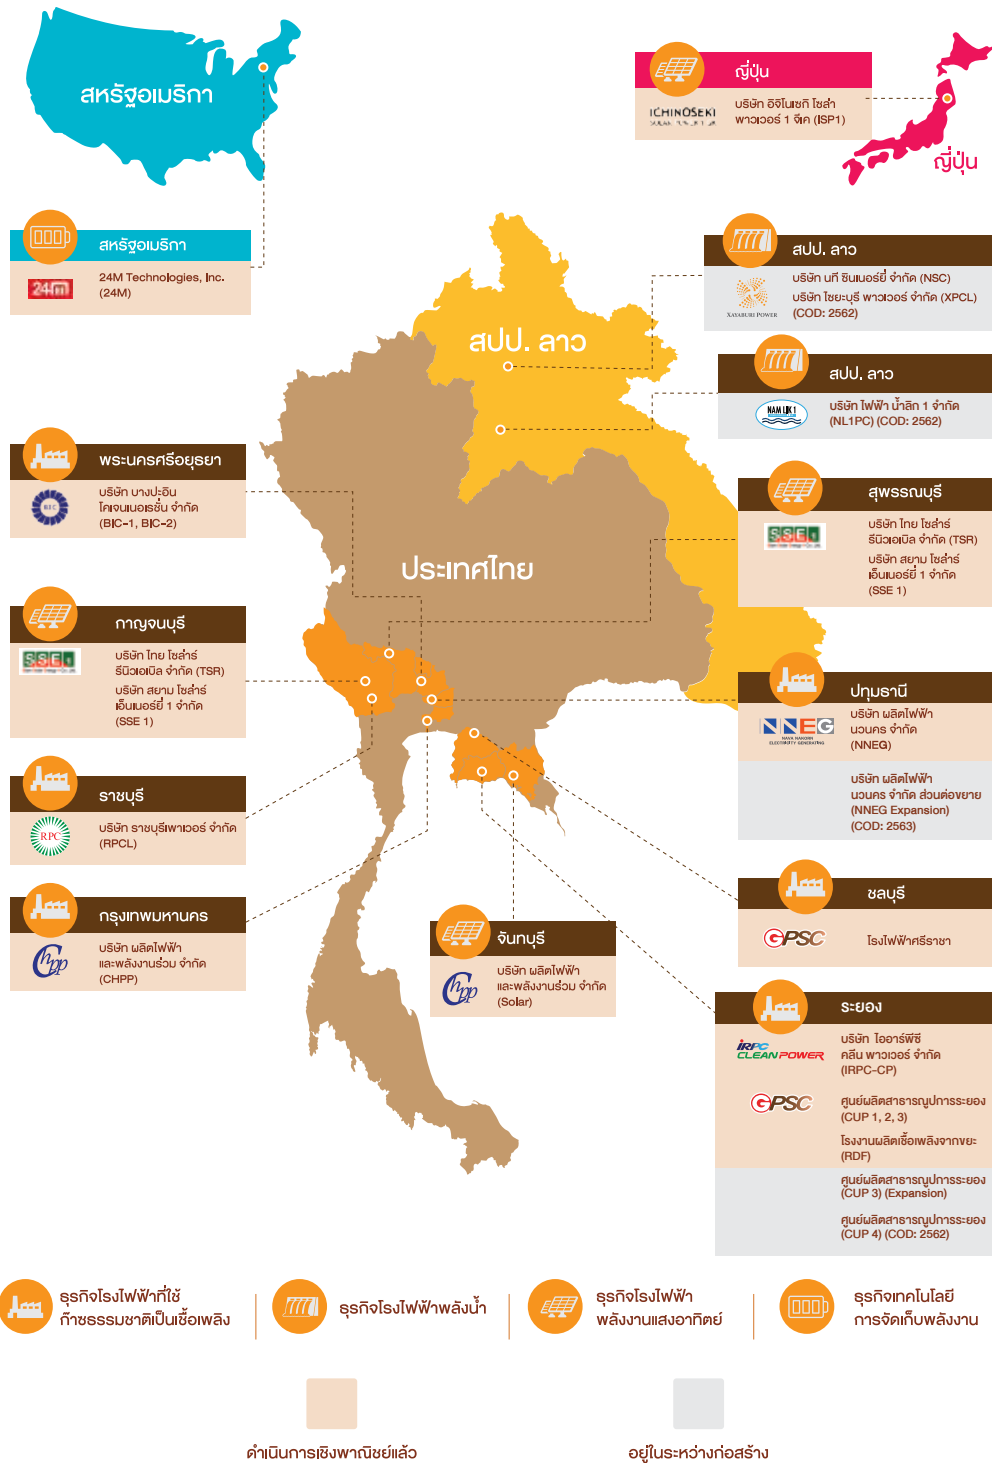 สหรัฐอเมริกา
ญี่ปุ่น
ICHINOSEKI
บริษัท อิจิโนเซกิ โซล่า
พาวเวอร์ 1 จีเค (ISP1)
ญี่ปุ่น
สหรัฐอเมริกา
24M
24M Technologies, Inc.
(24M)
สปป. ลาว
XAYABURI POWER
บริษัท นที ซินเนอร์ยี่ จำกัด (NSC)
บริษัท ไซยะบุรี พาวเวอร์ จำกัด (XPCL)
(COD: 2562)
สปป. ลาว
สปป. ลาว
NAM LIK 1
บริษัท ไฟฟ้า น้ำลิก 1 จำกัด
(NL1PC) (COD: 2562)
พระนครศรีอยุธยา
BIC
บริษัท บางปะอิน
โคเจนเนอเรชั่น จำกัด
(BIC-1, BIC-2)
สุพรรณบุรี
SSE1
บริษัท ไทย โซล่าร์
รีนิวเอเบิล จำกัด (TSR)
บริษัท สยาม โซล่าร์
เอ็นเนอร์ยี่ 1 จำกัด
(SSE 1)
ประเทศไทย
กาญจนบุรี
SSE1
บริษัท ไทย โซล่าร์
รีนิวเอเบิล จำกัด (TSR)
บริษัท สยาม โซล่าร์
เอ็นเนอร์ยี่ 1 จำกัด
(SSE 1)
ปทุมธานี
NNEG
NAVA NAKORN
ELECTRICITY GENERATING
บริษัท ผลิตไฟฟ้า
นวนคร จำกัด
(NNEG)
บริษัท ผลิตไฟฟ้า
นวนคร จำกัด ส่วนต่อขยาย
(NNEG Expansion)
(COD: 2563)
ราชบุรี
RPC
บริษัท ราชบุรีเพาเวอร์ จำกัด
(RPCL)
กรุงเทพมหานคร
Chpp
บริษัท ผลิตไฟฟ้า
และพลังงานร่วม จำกัด
(CHPP)
จันทบุรี
Chpp
บริษัท ผลิตไฟฟ้า
และพลังงานร่วม จำกัด
(Solar)
ชลบุรี
GPSC
โรงไฟฟ้าศรีราชา
ระยอง
IRPC
CLEAN POWER
บริษัท ไออาร์พีซี
คลีน พาวเวอร์ จำกัด
(IRPC-CP)
GPSC
ศูนย์ผลิตสาธารณูปการระยอง
(CUP 1, 2, 3)
โรงงานผลิตเชื้อเพลิงจากขยะ
(RDF)
ศูนย์ผลิตสาธารณูปการระยอง
(CUP 3) (Expansion)
ศูนย์ผลิตสาธารณูปการระยอง
(CUP 4) (COD: 2562)
ธุรกิจโรงไฟฟ้าที่ใช้
ก๊าซธรรมชาติเป็นเชื้อเพลิง
ธุรกิจโรงไฟฟ้าพลังน้ำ
ธุรกิจโรงไฟฟ้า
พลังงานแสงอาทิตย์
ธุรกิจเทคโนโลยี
การจัดเก็บพลังงาน
ดำเนินการเชิงพาณิชย์แล้ว
อยู่ในระหว่างก่อสร้าง